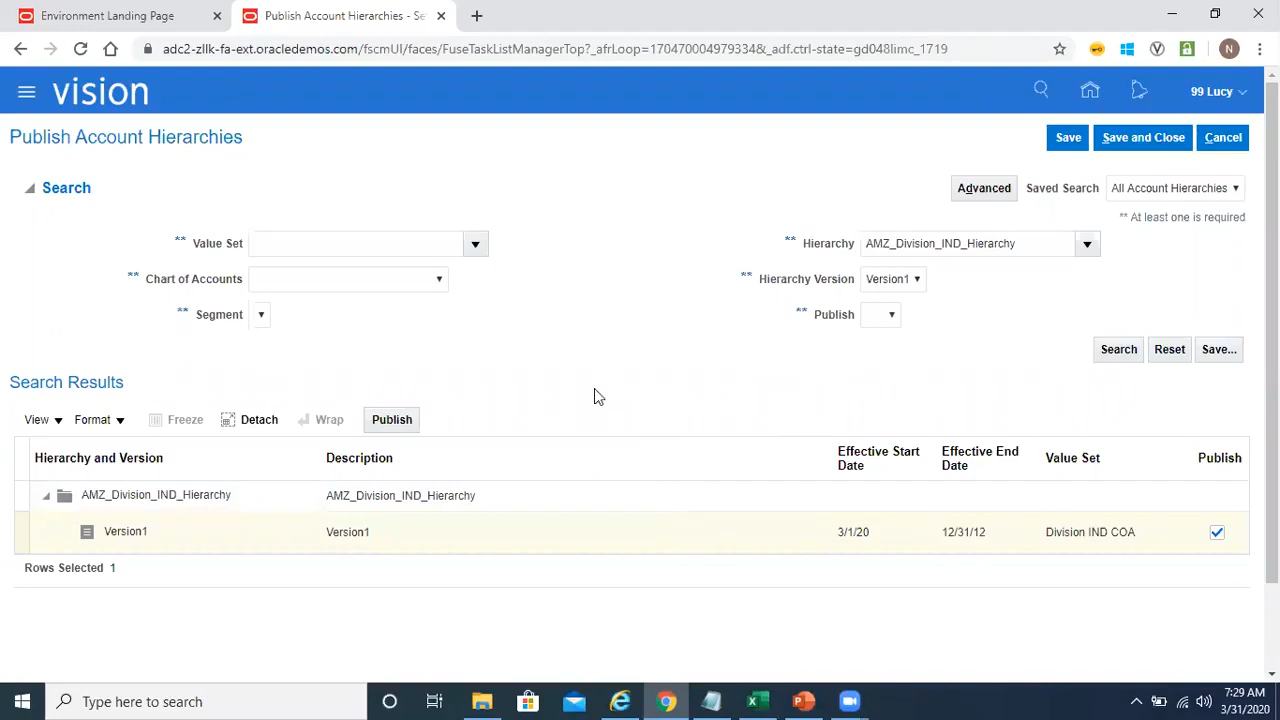 Environment Landing Page
Publish Account Hierarchies - Se
adc2-zllk-fa-ext.oracledemos.com/fscmUI/faces/FuseTaskListManagerTop?_afrLoop=170470004979334&_adf.ctrl-state=gd048limc_1719
N
vision
99 Lucy
Publish Account Hierarchies
Save Save and Close Cancel
Search
Advanced Saved Search All Account Hierarchies
** At least one is required
** Value Set
** Hierarchy AMZ_Division_IND_Hierarchy
** Chart of Accounts
** Hierarchy Version Version1
** Segment
** Publish
Search Reset Save...
Search Results
View Format Freeze Detach Wrap Publish
Hierarchy and Version Description Effective Start Date Effective End Date Value Set Publish
AMZ_Division_IND_Hierarchy AMZ_Division_IND_Hierarchy
Version1 Version1 3/1/20 12/31/12 Division IND COA
Rows Selected 1
Type here to search
7:29 AM
3/31/2020